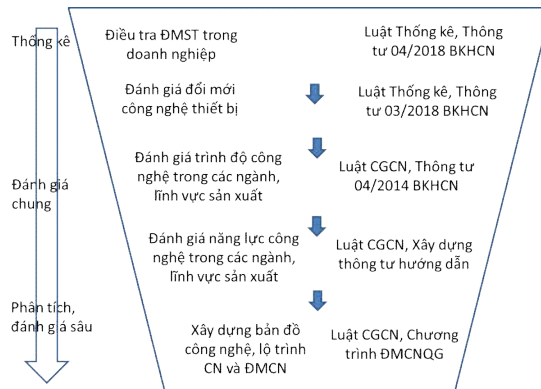 Thống kê
Điều tra ĐMST trong
doanh nghiệp
Luật Thống kê, Thông
tư 04/2018 BKHCN
Đánh giá đổi mới
công nghệ thiết bị
Luật Thống kê, Thông
tư 03/2018 BKHCN
Đánh giá
chung
Đánh giá trình độ công
nghệ trong các ngành,
lĩnh vực sản xuất
Luật CGCN, Thông tư
04/2014 BKHCN
Đánh giá năng lực công
nghệ trong các ngành,
lĩnh vực sản xuất
Luật CGCN, Xây dựng
thông tư hướng dẫn
Phân tích,
đánh giá sâu
Xây dựng bản đồ
công nghệ, lộ trình
CN và ĐMCN
Luật CGCN, Chương
trình ĐMCNQG